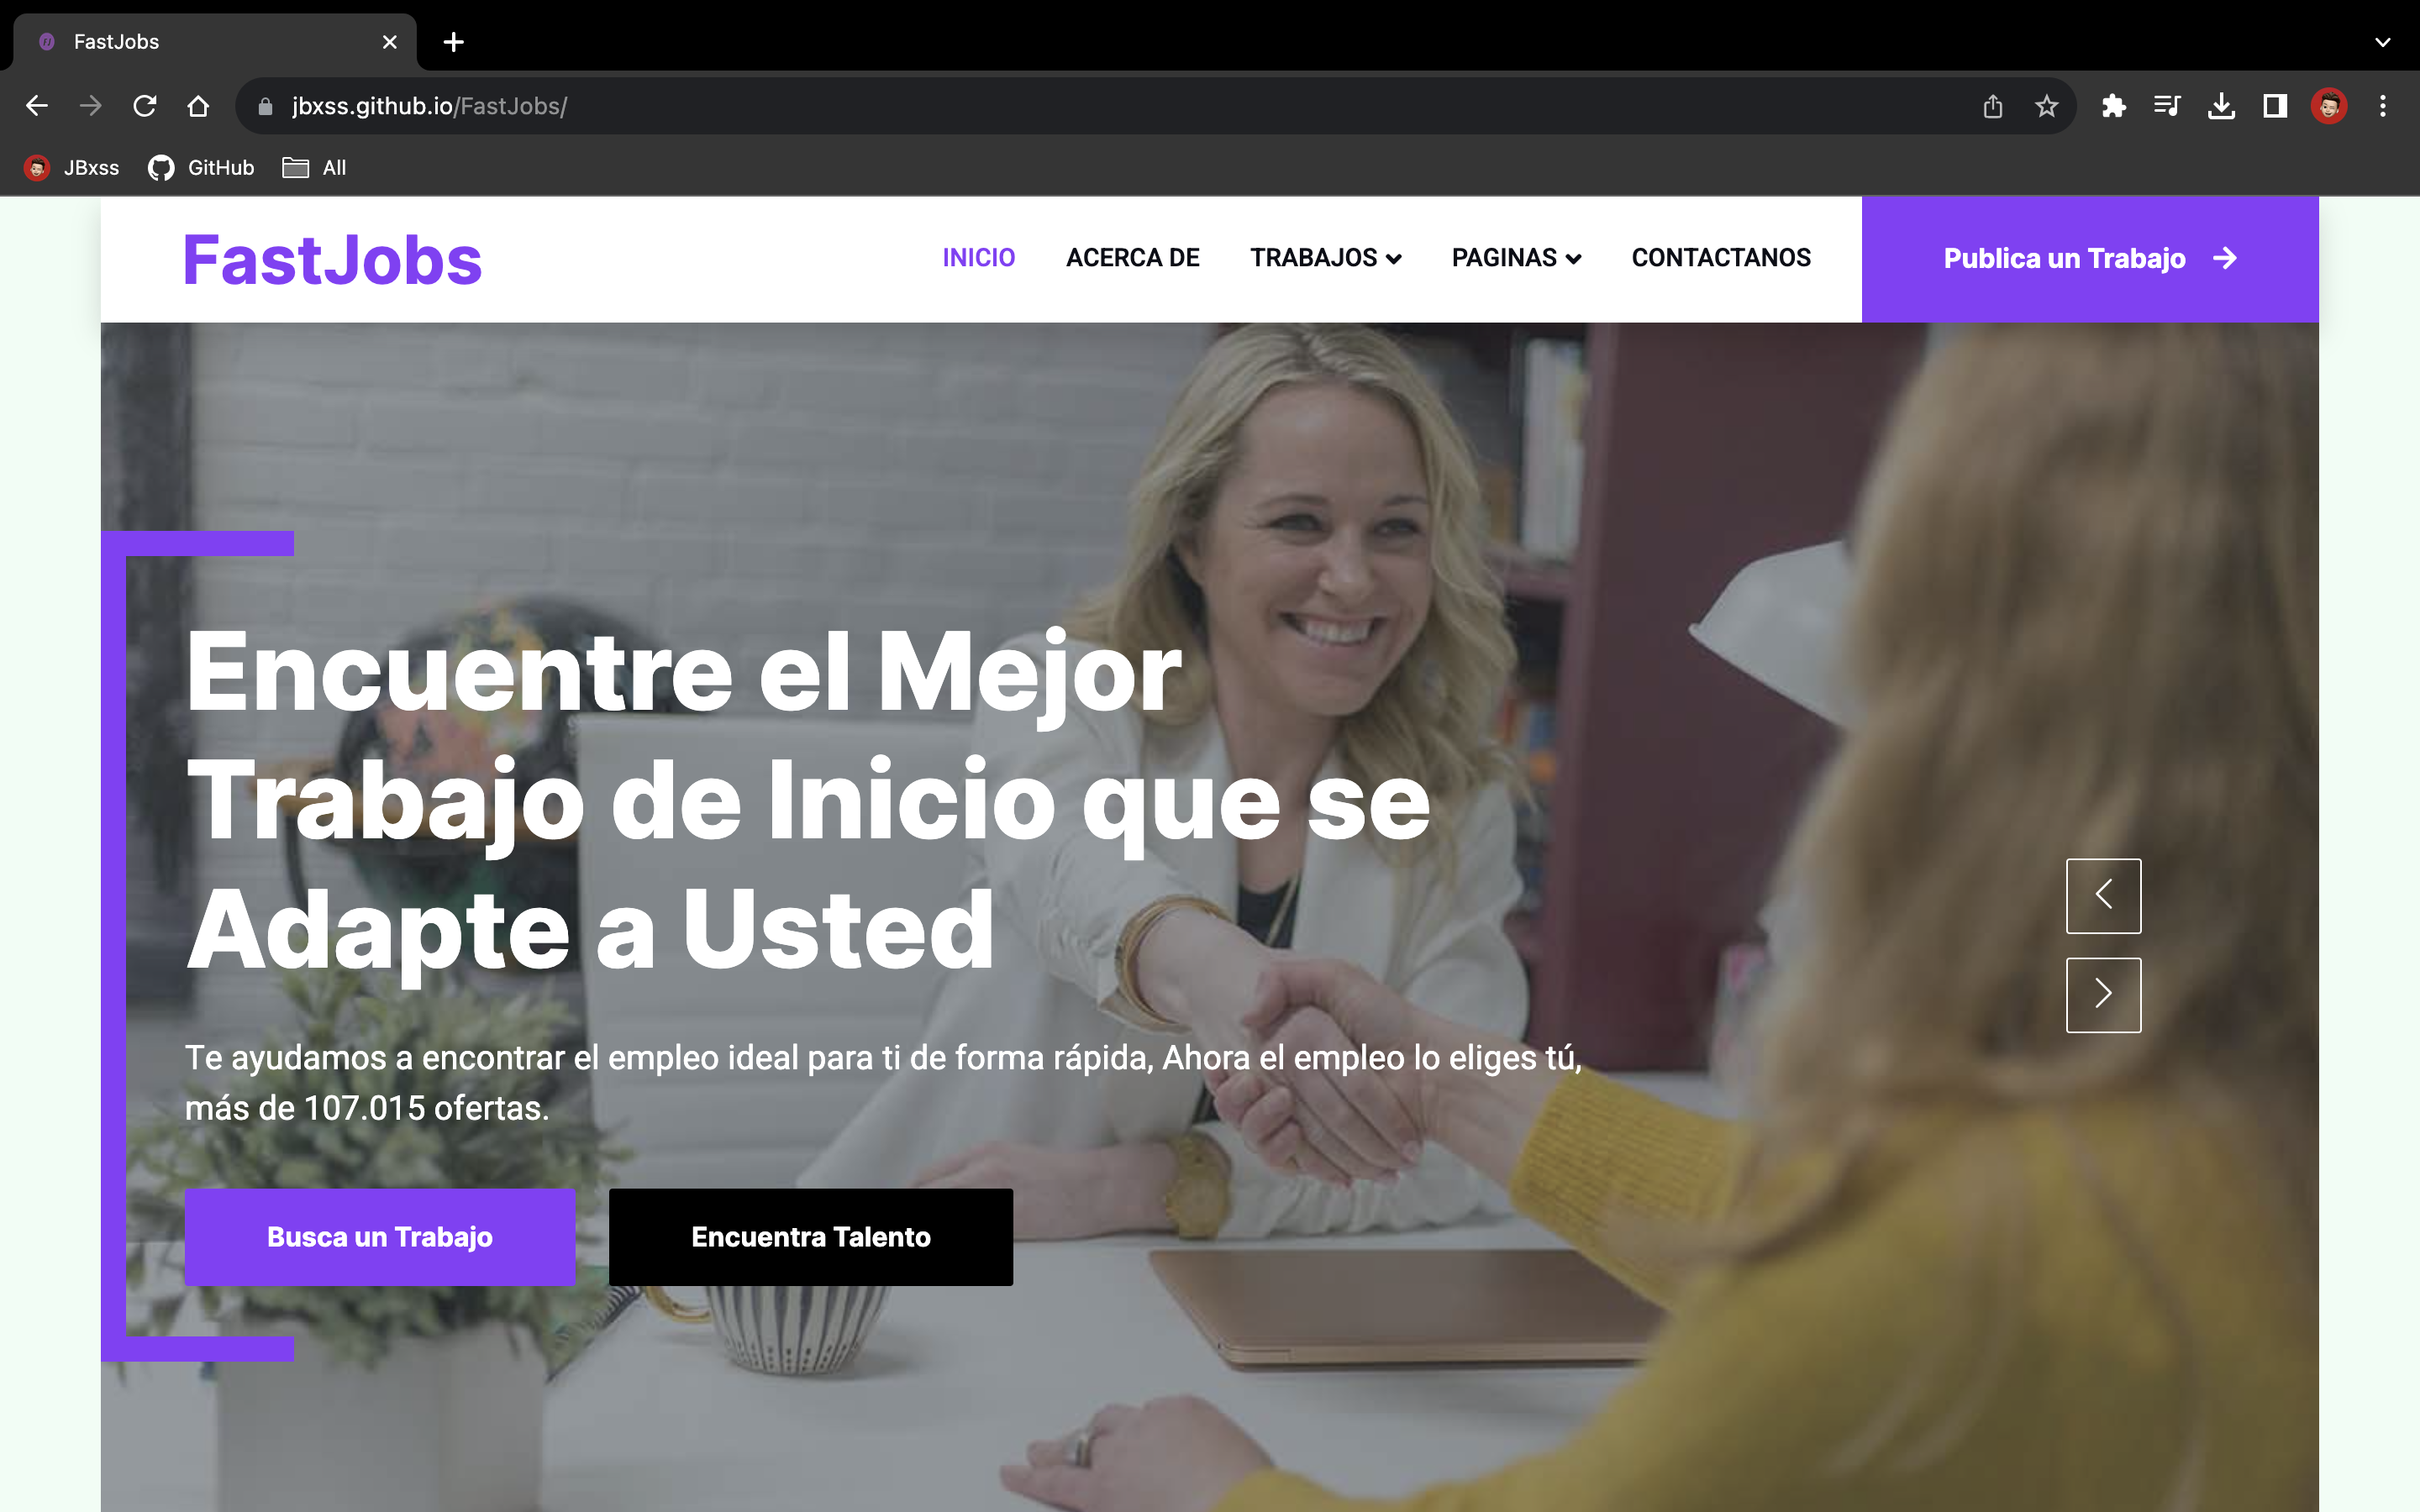 FastJobs
jbxss.github.io/FastJobs/
JBxss GitHub All
FastJobs INICIO ACERCA DE TRABAJOS PAGINAS CONTACTANOS Publica un Trabajo
Encuentre el Mejor
Trabajo de Inicio que se
Adapte a Usted
Te ayudamos a encontrar el empleo ideal para ti de forma rápida, Ahora el empleo lo eliges tú,
más de 107.015 ofertas.
Busca un Trabajo Encuentra Talento